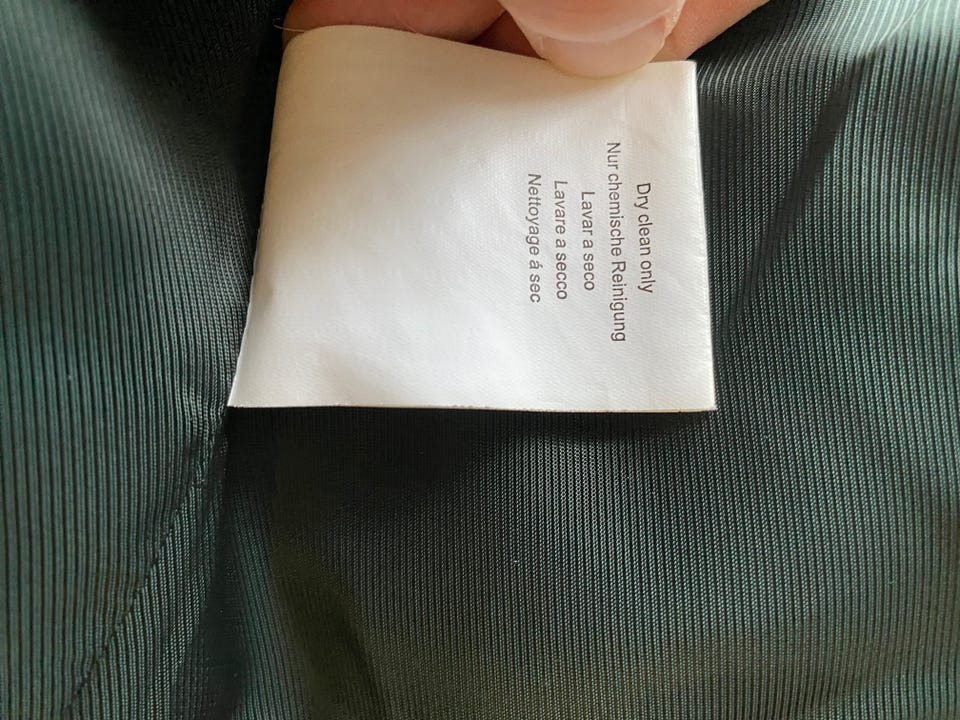 Dry clean only
Nur chemische Reinigung
Lavar a seco
Lavare a secco
Nettoyage á sec